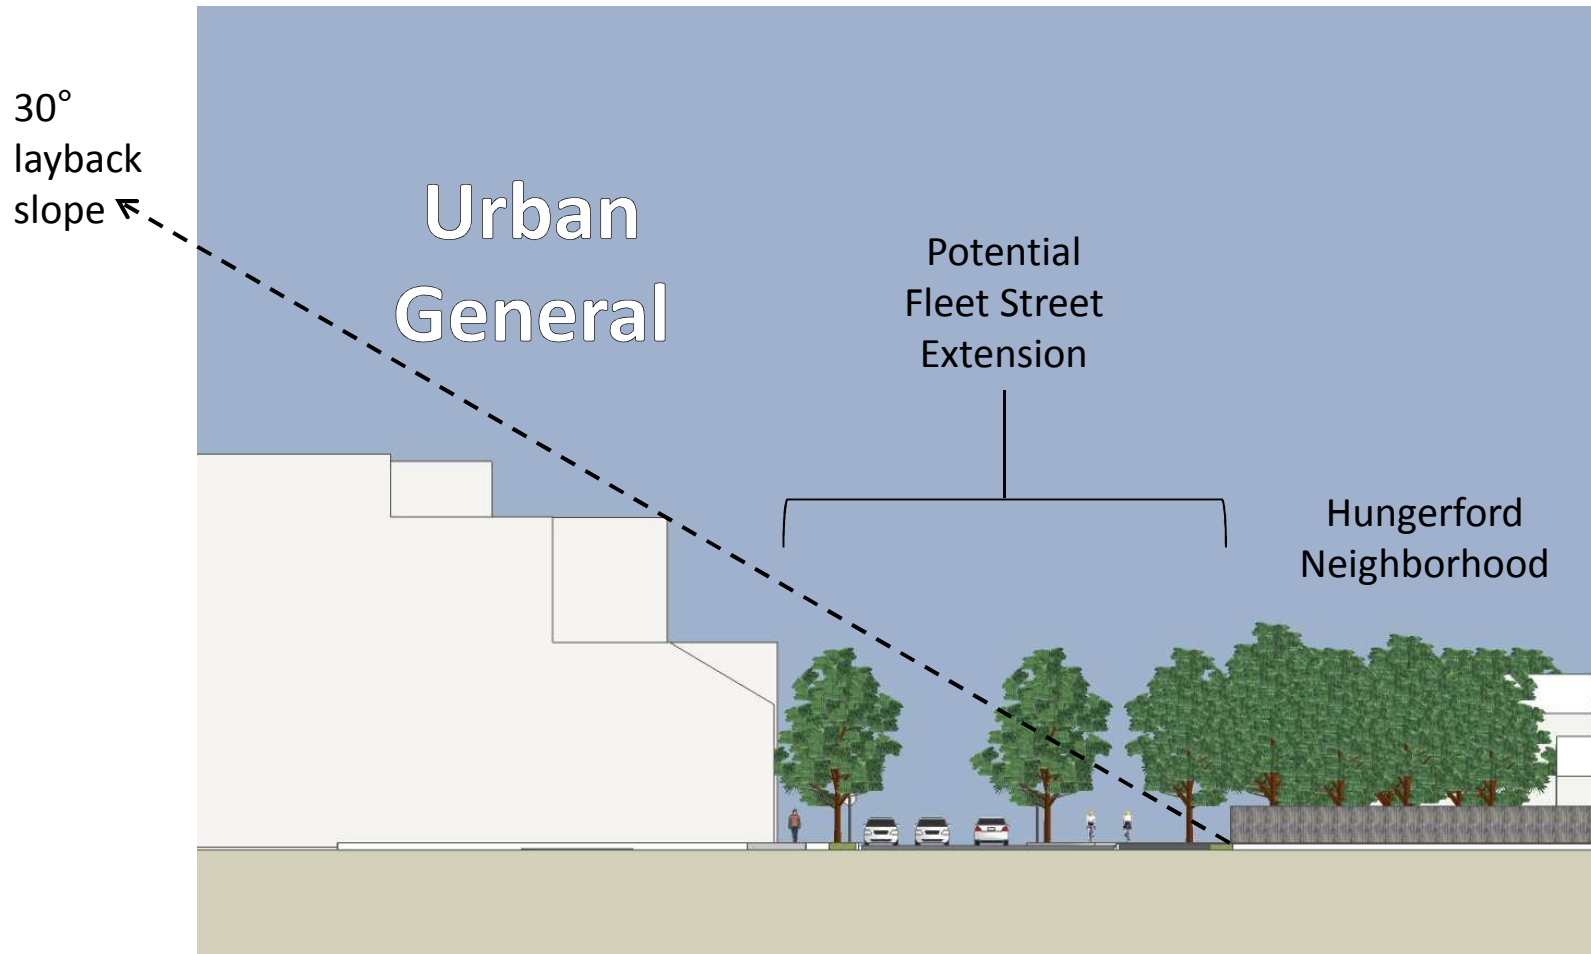 30°
layback
slope
Urban
General
Potential
Fleet Street
Extension
Hungerford
Neighborhood